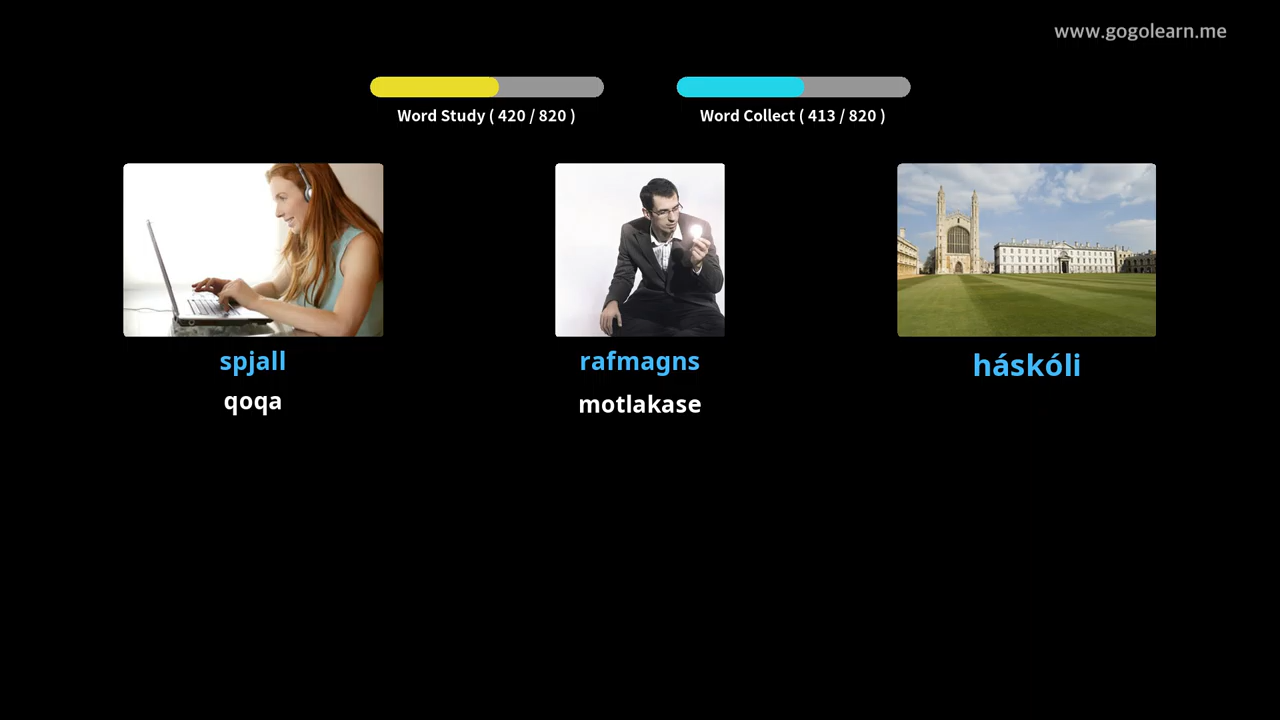 www.gogolearn.me
Word Study ( 420 / 820 )
Word Collect ( 413 / 820 )
spjall
qoqa
rafmagns
motlakase
háskóli